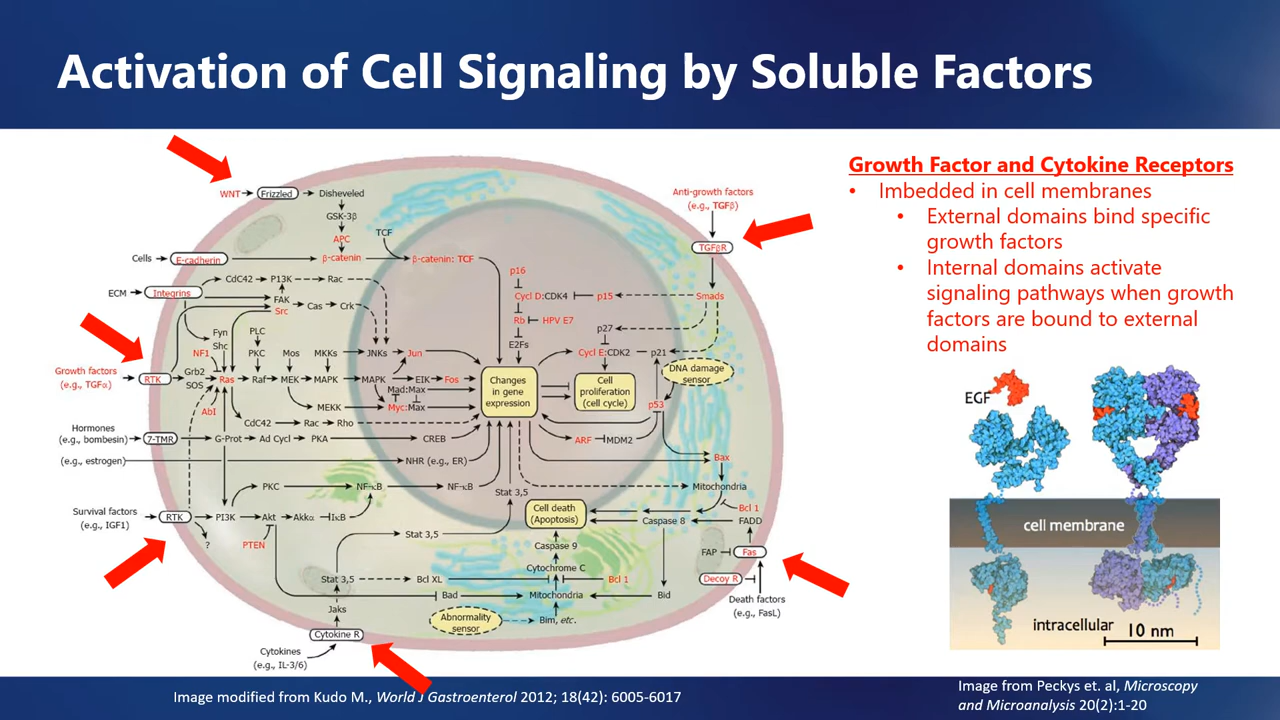 Activation of Cell Signaling by Soluble Factors
Growth Factor and Cytokine Receptors
• Imbedded in cell membranes
• External domains bind specific
growth factors
• Internal domains activate
signaling pathways when growth
factors are bound to external
domains
WNT
Frizzled
Disheveled
GSK-3β
APC
TCF
Cells
E-cadherin
β-catenin
β-catenin: TCF
ECM
Integrins
CdC42
P13K
Rac
FAK
Src
Cas
Crk
Fyn
Shc
NF1
PLC
PKC
Mos
MKKs
JNKs
Jun
Growth factors
(e.g., TGFα)
RTK
Grb2
SOS
Ras
Raf
MEK
MAPK
MAPK
EIK
Fos
Mad:Max
AbI
MEKK
Myc:Max
CdC42
Rac
Rho
Hormones
(e.g., bombesin)
7-TMR
G-Prot
Ad Cycl
PKA
CREB
(e.g., estrogen)
NHR (e.g., ER)
PKC
NF-κB
NF-κB
Stat 3,5
Survival factors
(e.g., IGF1)
RTK
PI3K
Akt
Akkα
IκB
?
PTEN
Stat 3,5
Stat 3,5
Bcl XL
Jaks
Bad
Cytokine R
Cytokines
(e.g., IL-3/6)
Anti-growth factors
(e.g., TGFβ)
TGFβR
p16
Cycl D:CDK4
p15
Smads
Rb
HPV E7
p27
E2Fs
Cycl E:CDK2
p21
DNA damage
sensor
Changes
in gene
expression
Cell
proliferation
(cell cycle)
p53
ARF
MDM2
Bax
Mitochondria
Cell death
(Apoptosis)
Bcl 1
Caspase 8
FADD
Caspase 9
FAP
Fas
Cytochrome C
Bcl 1
Decoy R
Mitochondria
Bid
Death factors
(e.g., FasL)
Abnormality
sensor
Bim, etc.
EGF
cell membrane
intracellular
10 nm
Image modified from Kudo M., World J Gastroenterol 2012; 18(42): 6005-6017
Image from Peckys et. al, Microscopy
and Microanalysis 20(2):1-20